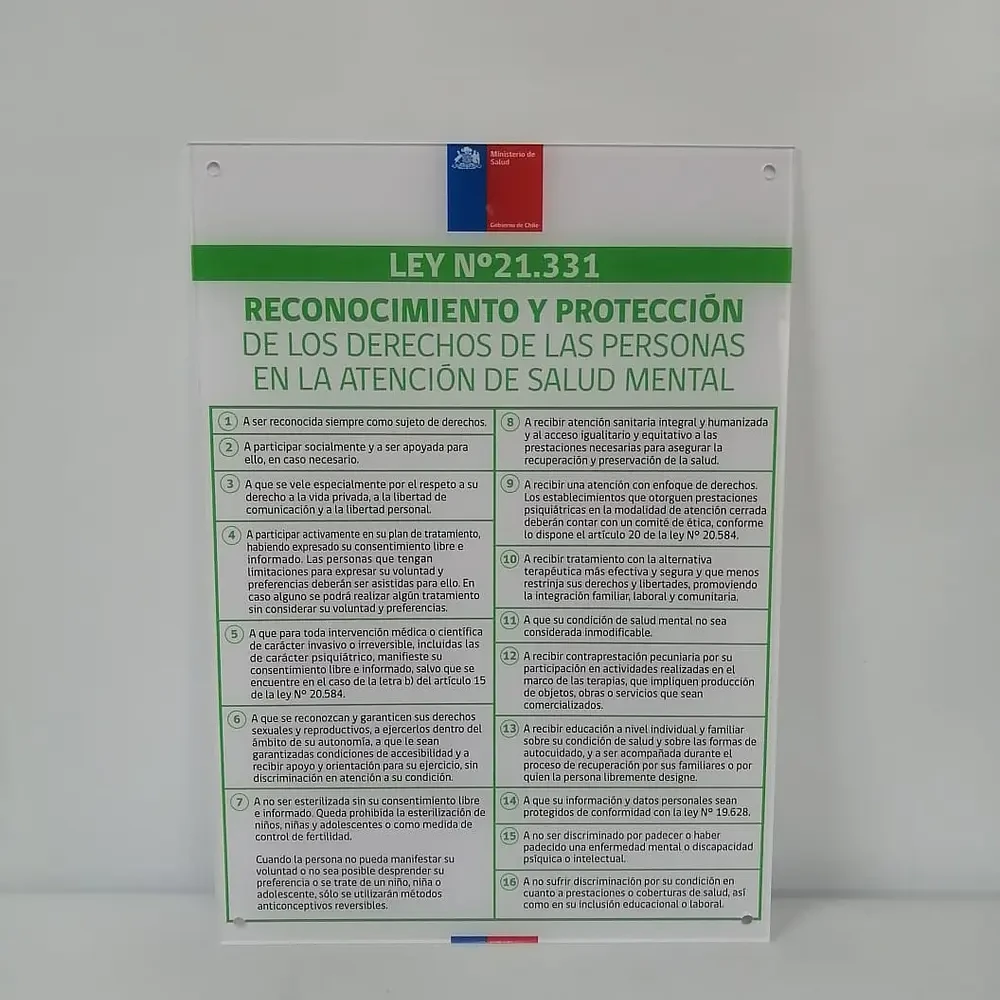 Ministerio de
Salud
Gobierno de Chile
LEY Nº21.331
RECONOCIMIENTO Y PROTECCIÓN
DE LOS DERECHOS DE LAS PERSONAS
EN LA ATENCIÓN DE SALUD MENTAL
1 A ser reconocida siempre como sujeto de derechos.
2 A participar socialmente y a ser apoyada para
ello, en caso necesario.
3 A que se vele especialmente por el respeto a su
derecho a la vida privada, a la libertad de
comunicación y a la libertad personal.
4 A participar activamente en su plan de tratamiento,
habiendo expresado su consentimiento libre e
informado. Las personas que tengan
limitaciones para expresar su voluntad y
preferencias deberán ser asistidas para ello. En
caso alguno se podrá realizar algún tratamiento
sin considerar su voluntad y preferencias.
5 A que para toda intervención médica o científica
de carácter invasivo o irreversible, incluidas las
de carácter psiquiátrico, manifieste su
consentimiento libre e informado, salvo que se
encuentre en el caso de la letra b) del artículo 15
de la ley Nº 20.584.
6 A que se reconozcan y garanticen sus derechos
sexuales y reproductivos, a ejercerlos dentro del
ámbito de su autonomía, a que le sean
garantizadas condiciones de accesibilidad y a
recibir apoyo y orientación para su ejercicio, sin
discriminación en atención a su condición.
7 A no ser esterilizada sin su consentimiento libre
e informado. Queda prohibida la esterilización de
niños, niñas y adolescentes o como medida de
control de fertilidad.
Cuando la persona no pueda manifestar su
voluntad o no sea posible desprender su
preferencia o se trate de un niño, niña o
adolescente, sólo se utilizarán métodos
anticonceptivos reversibles.
8 A recibir atención sanitaria integral y humanizada
y al acceso igualitario y equitativo a las
prestaciones necesarias para asegurar la
recuperación y preservación de la salud.
9 A recibir una atención con enfoque de derechos.
Los establecimientos que otorguen prestaciones
psiquiátricas en la modalidad de atención cerrada
deberán contar con un comité de ética, conforme
lo dispone el artículo 20 de la ley Nº 20.584.
10 A recibir tratamiento con la alternativa
terapéutica más efectiva y segura y que menos
restrinja sus derechos y libertades, promoviendo
la integración familiar, laboral y comunitaria.
11 A que su condición de salud mental no sea
considerada inmodificable.
12 A recibir contraprestación pecuniaria por su
participación en actividades realizadas en el
marco de las terapias, que impliquen producción
de objetos, obras o servicios que sean
comercializados.
13 A recibir educación a nivel individual y familiar
sobre su condición de salud y sobre las formas de
autocuidado, y a ser acompañada durante el
proceso de recuperación por sus familiares o por
quien la persona libremente designe.
14 A que su información y datos personales sean
protegidos de conformidad con la ley Nº 19.628.
15 A no ser discriminado por padecer o haber
padecido una enfermedad mental o discapacidad
psíquica o intelectual.
16 A no sufrir discriminación por su condición en
cuanto a prestaciones o coberturas de salud, así
como en su inclusión educacional o laboral.